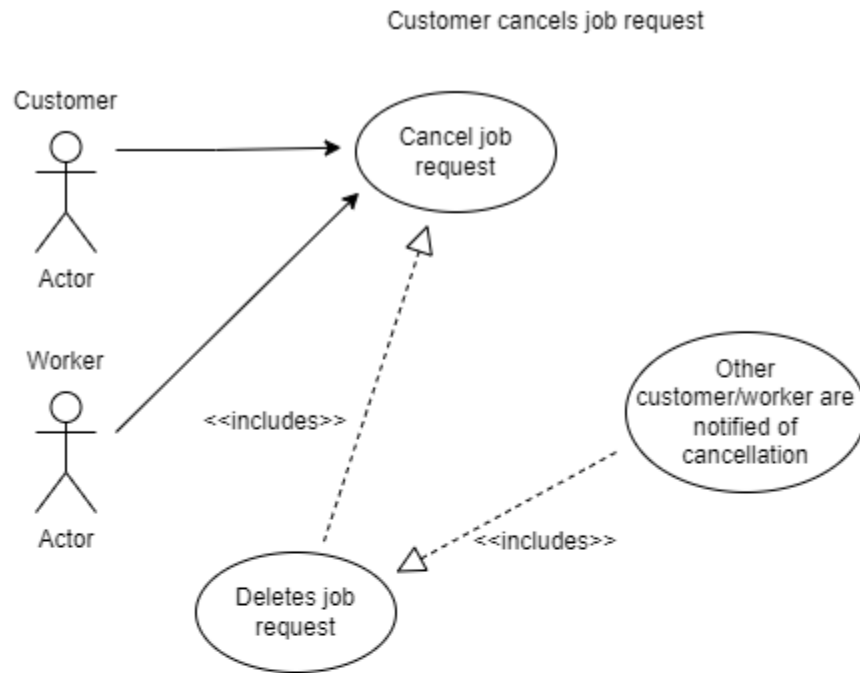 Customer cancels job request
Customer
Cancel job
request
Actor
Worker
Other
customer/worker are
notified of
cancellation
<<includes>>
Actor
<<includes>>
Deletes job
request